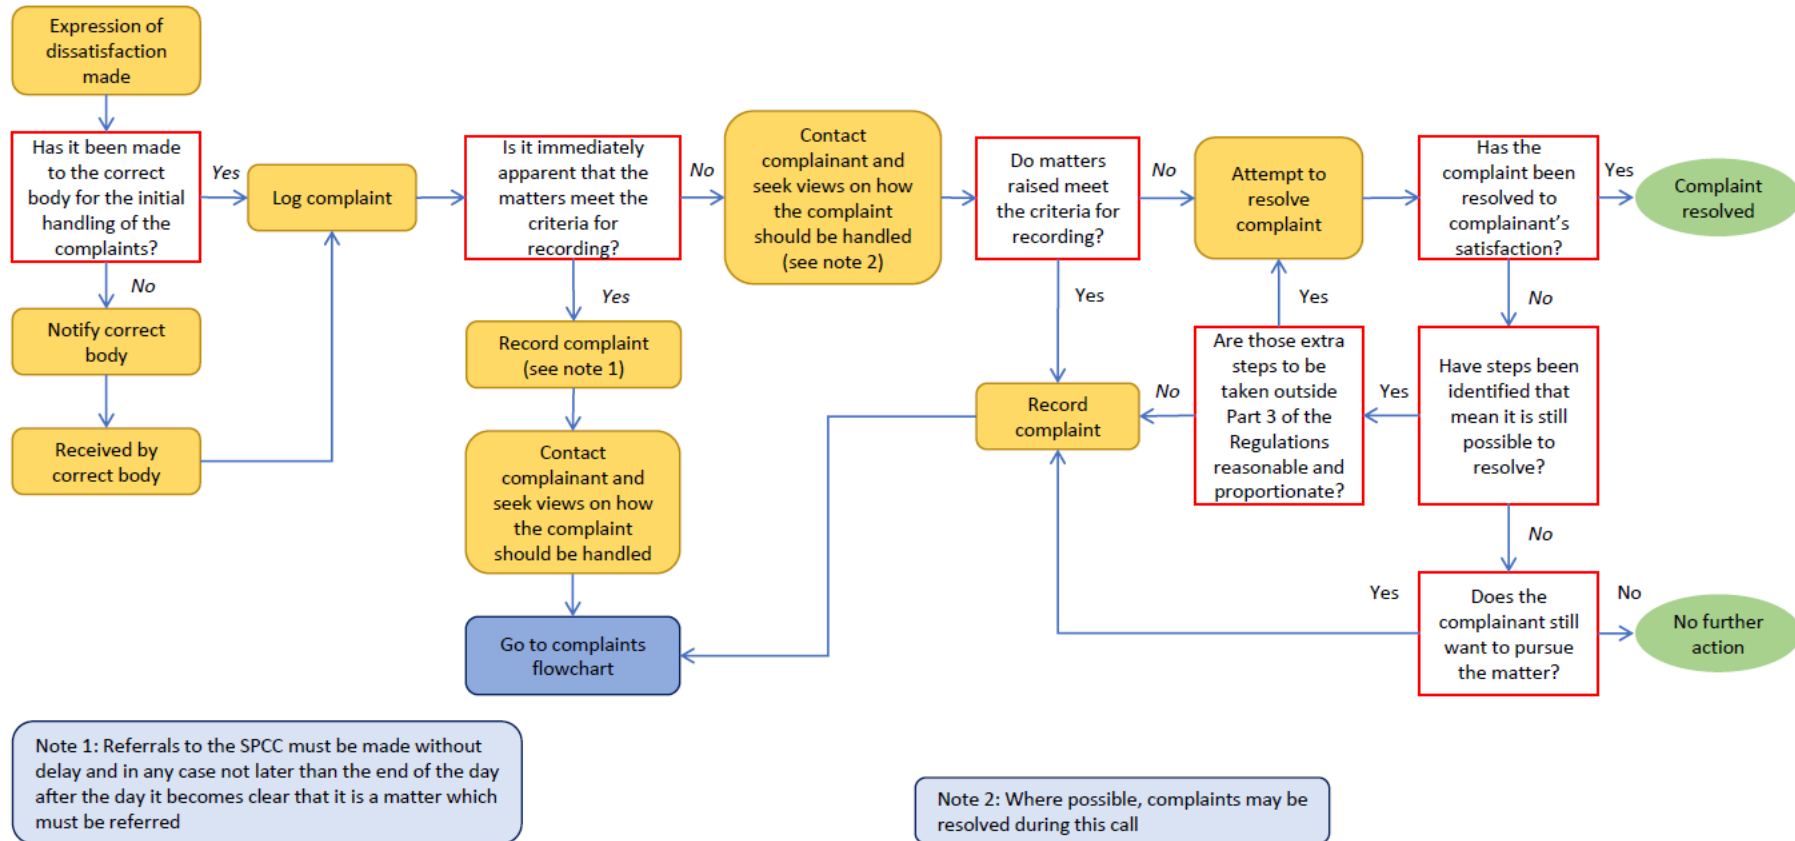 Expression of
dissatisfaction
made
Has it been made
to the correct
body for the initial
handling of the
complaints?
Yes
No
Notify correct
body
Received by
correct body
Log complaint
Is it immediately
apparent that the
matters meet the
criteria for
recording?
No
Yes
Record complaint
(see note 1)
Contact
complainant and
seek views on how
the complaint
should be handled
Go to complaints
flowchart
Contact
complainant and
seek views on how
the complaint
should be handled
(see note 2)
Do matters
raised meet
the criteria for
recording?
No
Yes
Record
complaint
Attempt to
resolve
complaint
Yes
Are those extra
steps to be
taken outside
Part 3 of the
Regulations
reasonable and
proportionate?
No
Has the
complaint been
resolved to
complainant’s
satisfaction?
Yes
Complaint
resolved
No
Have steps been
identified that
mean it is still
possible to
resolve?
Yes
No
Does the
complainant still
want to pursue
the matter?
Yes
No
No further
action
Note 1: Referrals to the SPCC must be made without
delay and in any case not later than the end of the day
after the day it becomes clear that it is a matter which
must be referred
Note 2: Where possible, complaints may be
resolved during this call